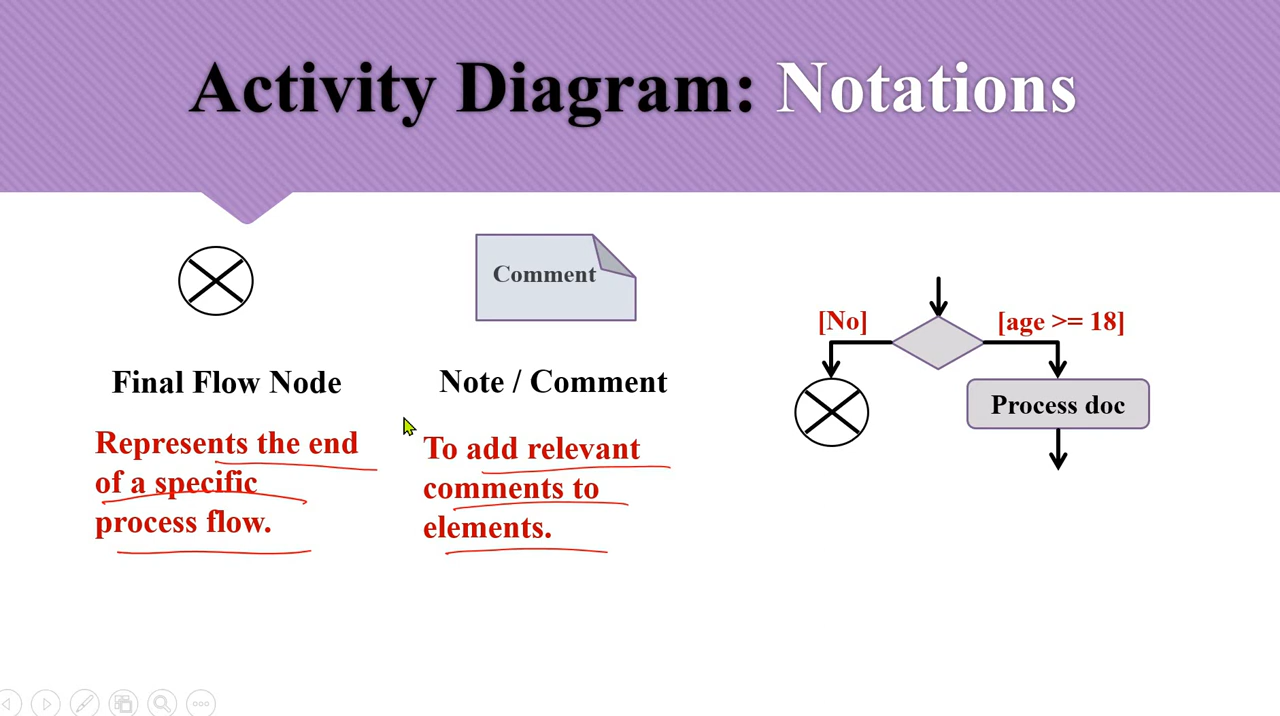 Activity Diagram: Notations
Comment
Final Flow Node
Represents the end
of a specific
process flow.
Note / Comment
To add relevant
comments to
elements.
[No]
[age >= 18]
Process doc